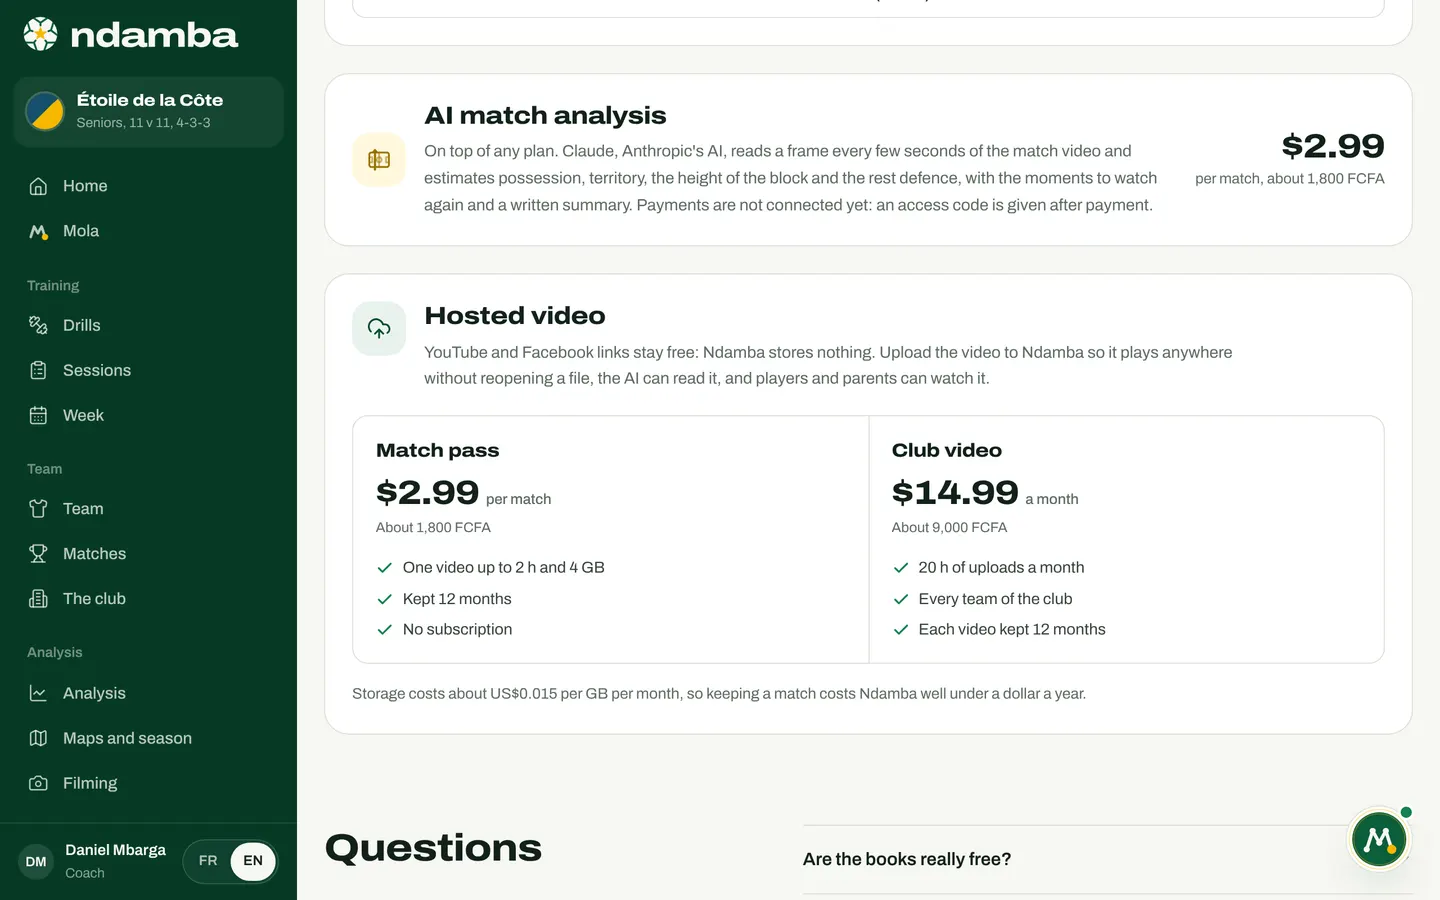 ndamba
Étoile de la Côte
Seniors, 11 v 11, 4-3-3
Home
Mola
Training
Drills
Sessions
Week
Team
Team
Matches
The club
Analysis
Analysis
Maps and season
Filming
DM
Daniel Mbarga
Coach
FR
EN
AI match analysis
On top of any plan. Claude, Anthropic's AI, reads a frame every few seconds of the match video and
estimates possession, territory, the height of the block and the rest defence, with the moments to watch
again and a written summary. Payments are not connected yet: an access code is given after payment.
$2.99
per match, about 1,800 FCFA
Hosted video
YouTube and Facebook links stay free: Ndamba stores nothing. Upload the video to Ndamba so it plays anywhere
without reopening a file, the AI can read it, and players and parents can watch it.
Match pass
$2.99 per match
About 1,800 FCFA
One video up to 2 h and 4 GB
Kept 12 months
No subscription
Club video
$14.99 a month
About 9,000 FCFA
20 h of uploads a month
Every team of the club
Each video kept 12 months
Storage costs about US$0.015 per GB per month, so keeping a match costs Ndamba well under a dollar a year.
Questions
Are the books really free?